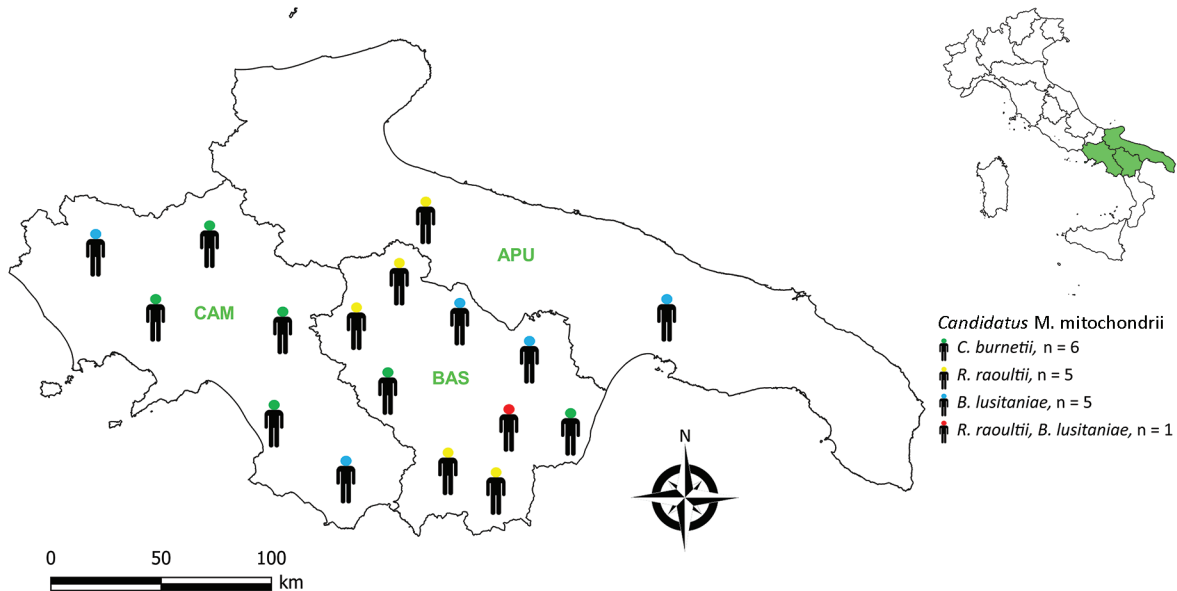 APU
CAM
BAS
N
0 50 100
km
Candidatus M. mitochondrii
C. burnetii, n = 6
R. raoultii, n = 5
B. lusitaniae, n = 5
R. raoultii, B. lusitaniae, n = 1